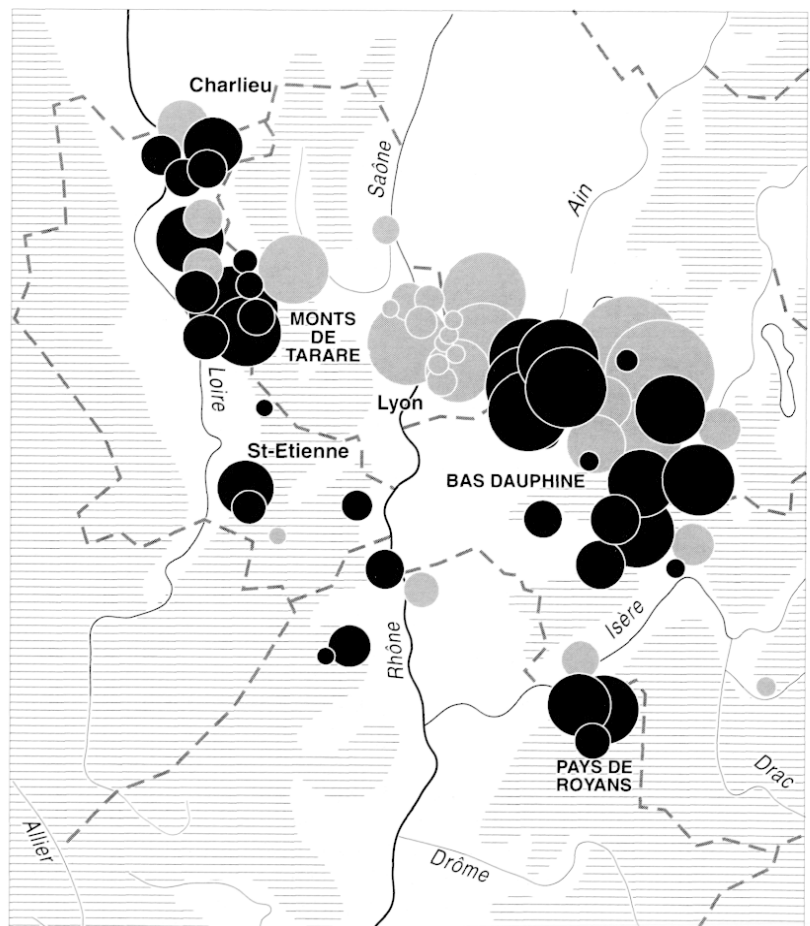 Charlieu
Saône
Ain
MONTS
DE
TARARE
Loire
Lyon
St-Etienne
BAS DAUPHINE
Isère
Rhône
PAYS DE
ROYANS
Drac
Allier
Drôme